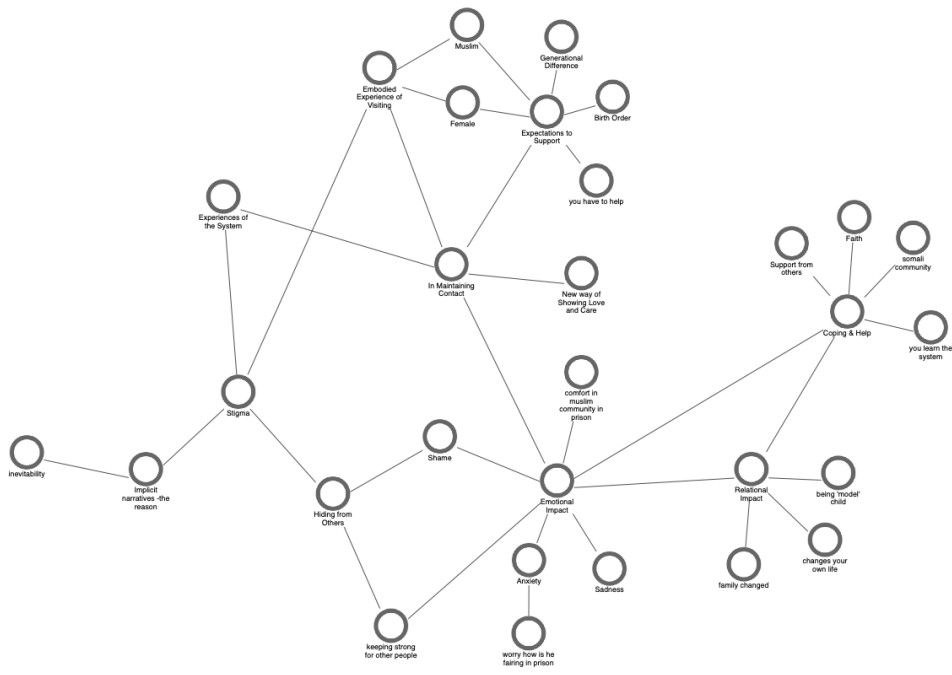 Muslim
Generational
Difference
Embodied
Experience of
Visiting
Female
Birth Order
Expectations to
Support
you have to help
Experiences of
the System
Faith
Support from
others
somali
community
In Maintaining
Contact
New way of
Showing Love
and Care
Coping & Help
you learn the
system
comfort in
muslim
community in
prison
Stigma
Shame
inevitability
Implicit
narratives -the
reason
Hiding from
Others
Emotional
Impact
Relational
Impact
being 'model'
child
changes your
own life
family changed
Anxiety
Sadness
keeping strong
for other people
worry how is he
fairing in prison